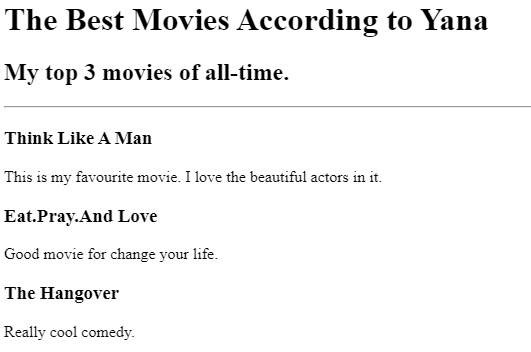 The Best Movies According to Yana
My top 3 movies of all-time.
Think Like A Man
This is my favourite movie. I love the beautiful actors in it.
Eat.Pray.And Love
Good movie for change your life.
The Hangover
Really cool comedy.